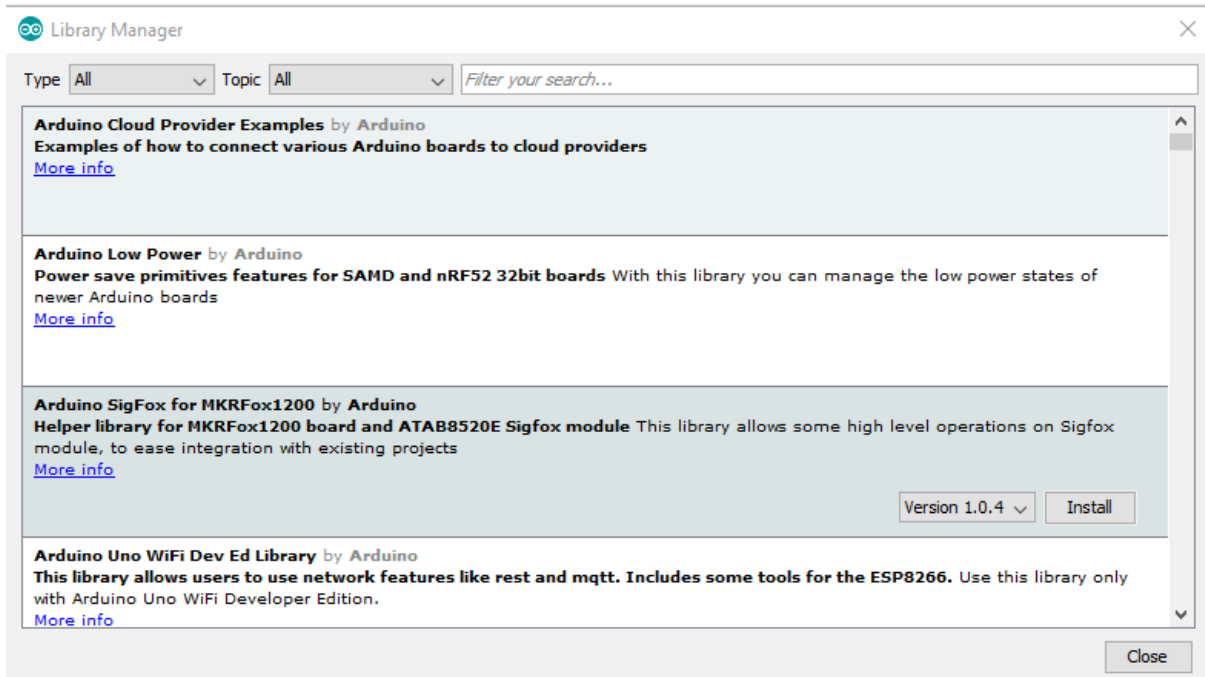 Library Manager
Type All Topic All Filter your search...
Arduino Cloud Provider Examples by Arduino
Examples of how to connect various Arduino boards to cloud providers
More info
Arduino Low Power by Arduino
Power save primitives features for SAMD and nRF52 32bit boards With this library you can manage the low power states of
newer Arduino boards
More info
Arduino SigFox for MKRFox1200 by Arduino
Helper library for MKRFox1200 board and ATAB8520E Sigfox module This library allows some high level operations on Sigfox
module, to ease integration with existing projects
More info
Version 1.0.4 Install
Arduino Uno WiFi Dev Ed Library by Arduino
This library allows users to use network features like rest and mqtt. Includes some tools for the ESP8266. Use this library only
with Arduino Uno WiFi Developer Edition.
More info
Close